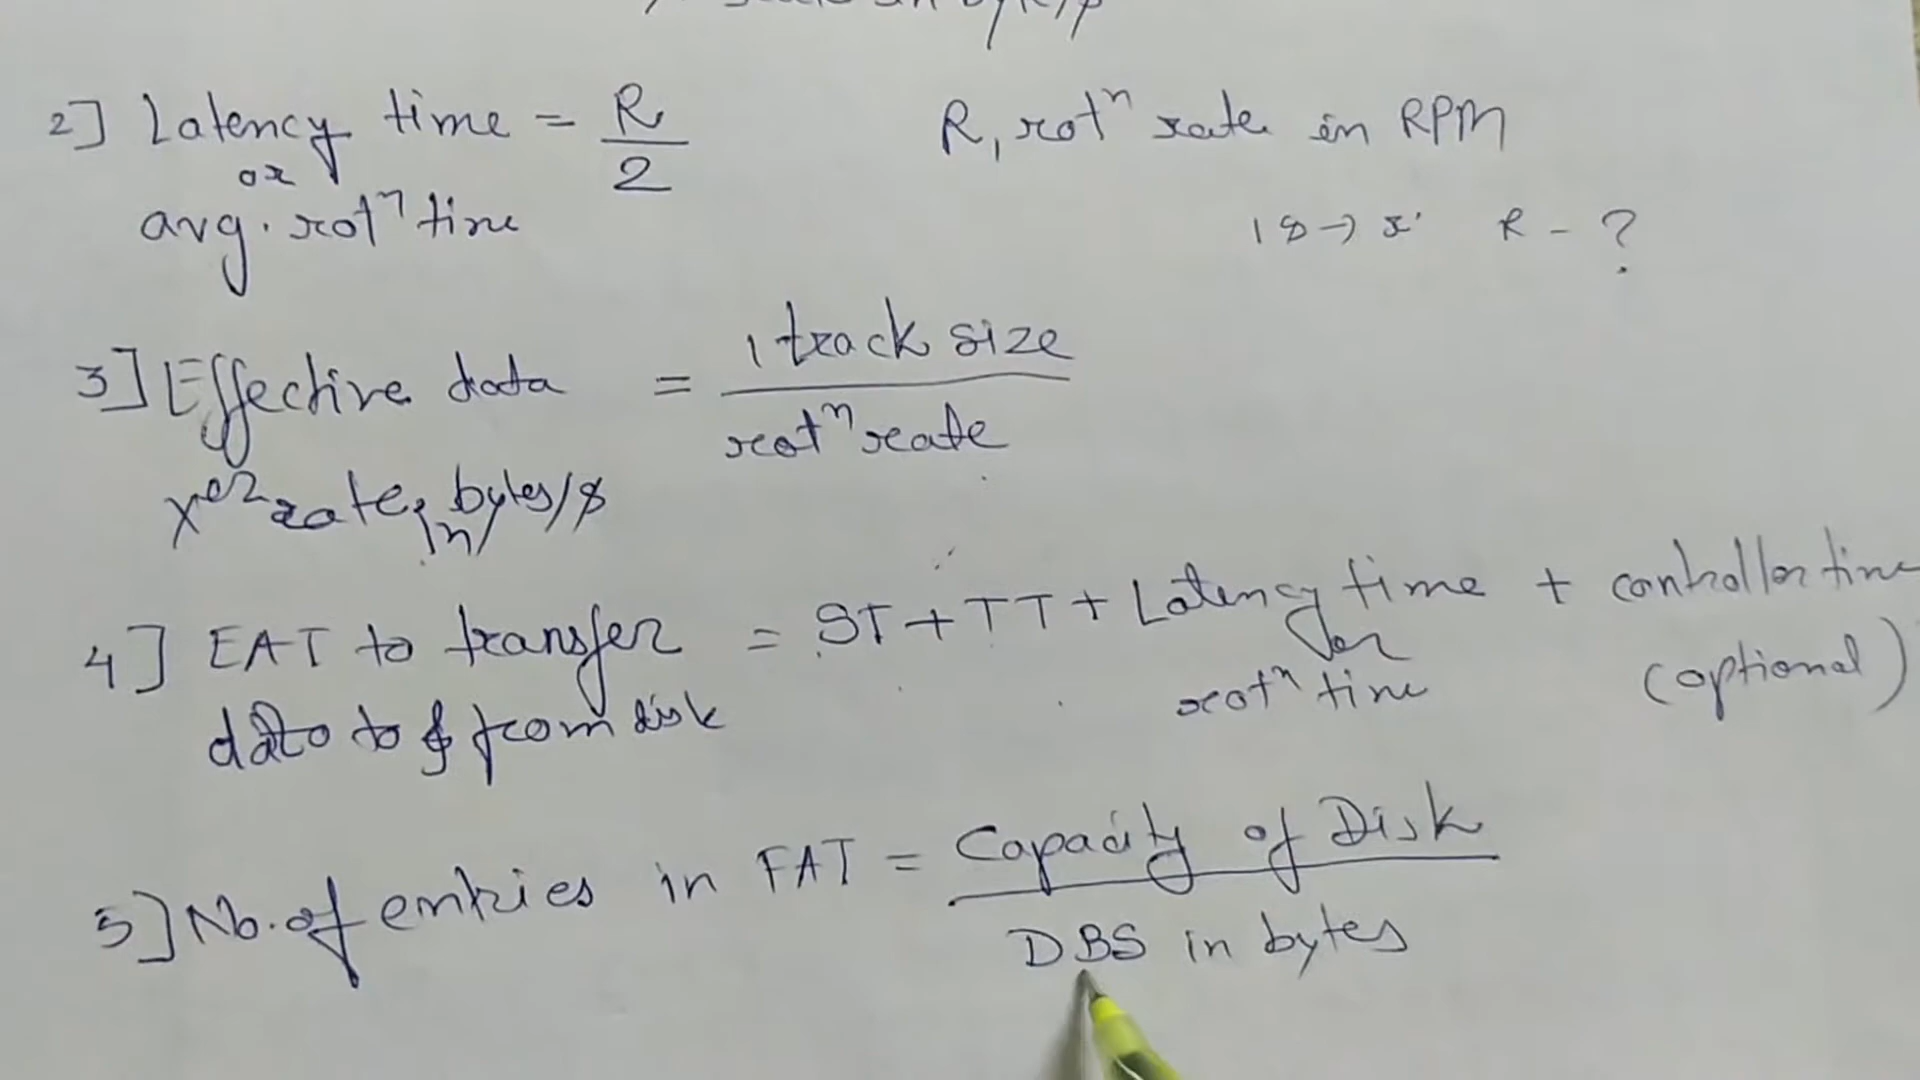 2] Latency time = R/2 R, rotⁿ rate in RPM
or
avg. rotⁿ time R - ?
3] Effective data = 1 track size / rotⁿ rate
Xᵉʳ rate, in bytes/s
4] EAT to transfer = ST + TT + Latency time + controller time
or
data to & from disk rotⁿ time (optional)
5] No. of entries in FAT = Capacity of Disk
DBS in bytes